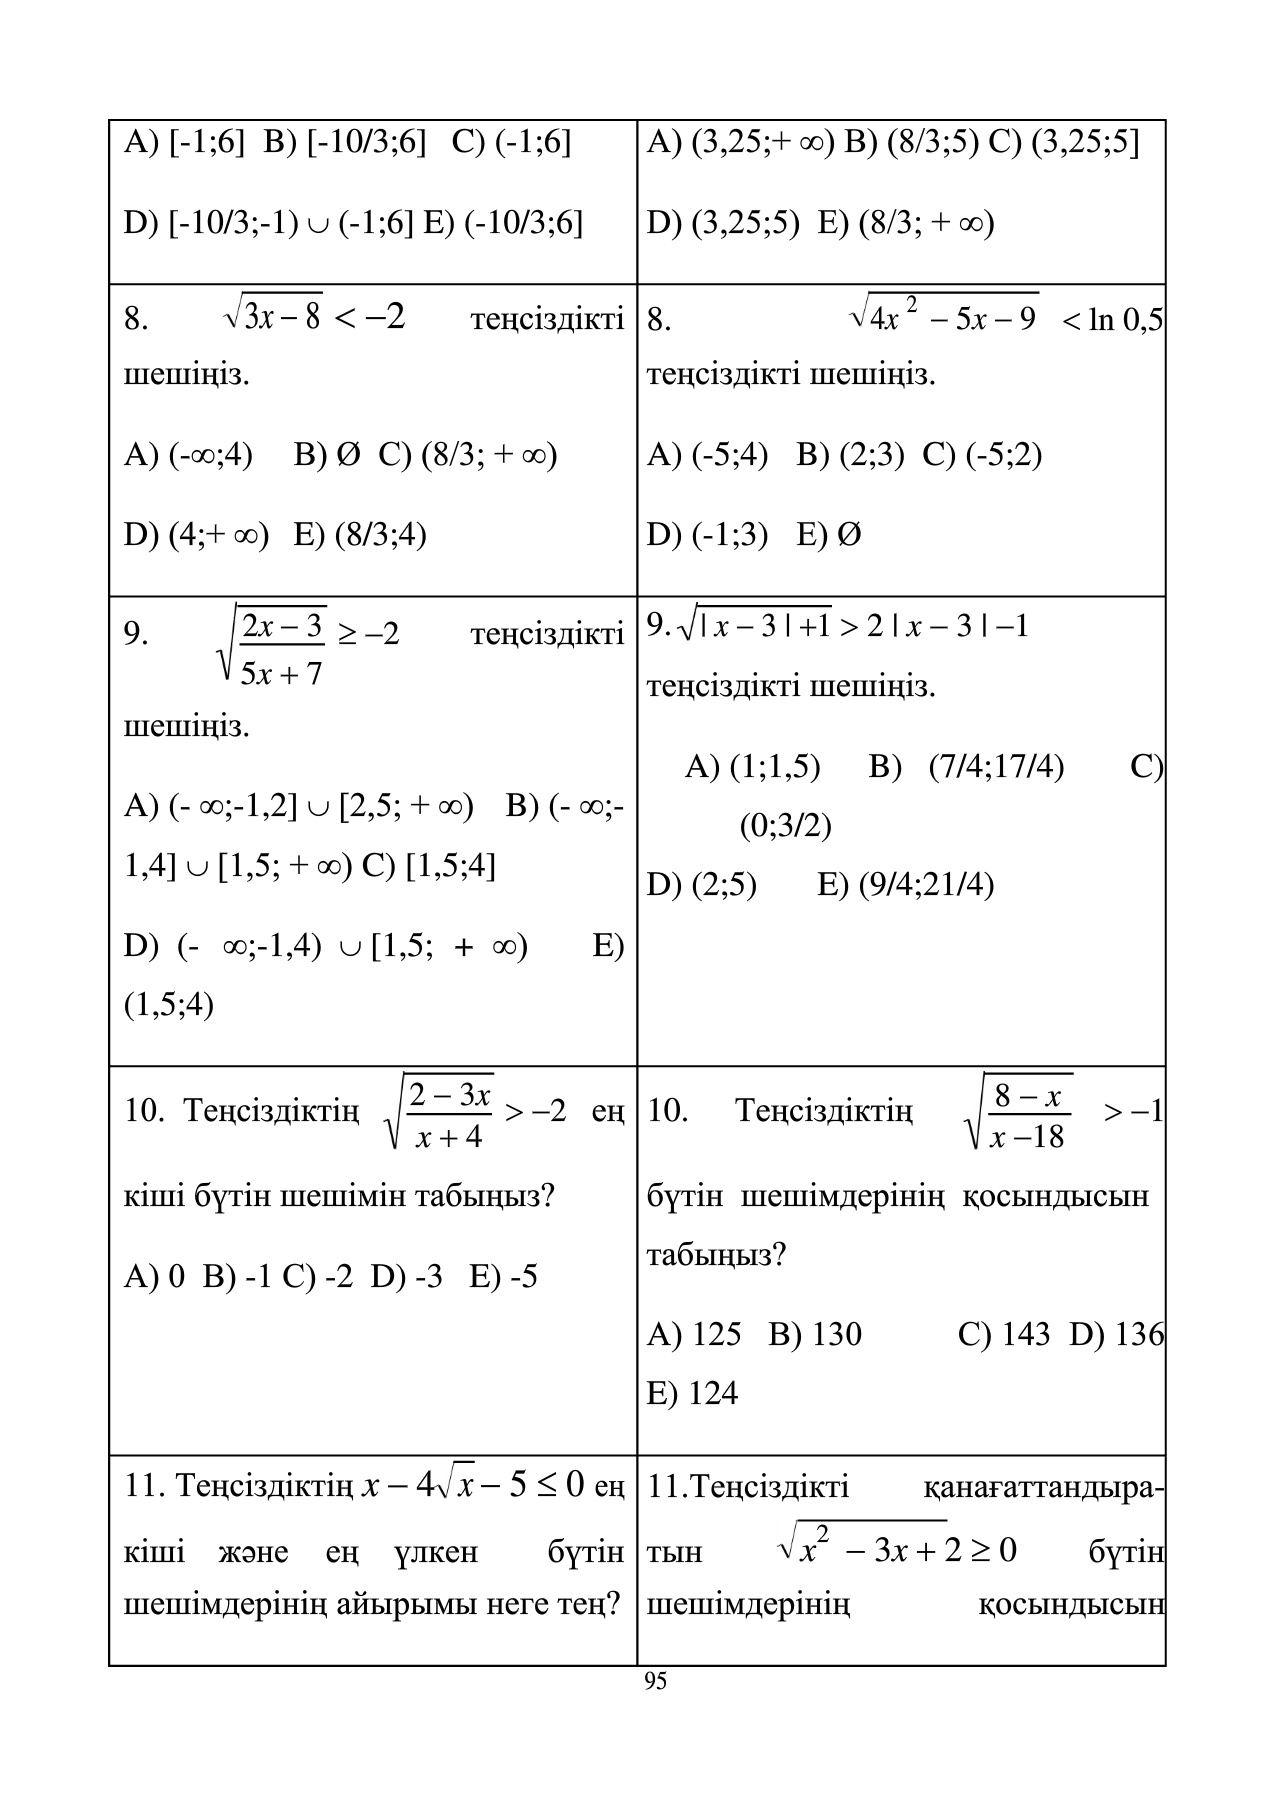 A) [-1;6] B) [-10/3;6] C) (-1;6]
D) [-10/3;-1) ∪ (-1;6] E) (-10/3;6]
A) (3,25;+ ∞) B) (8/3;5) C) (3,25;5]
D) (3,25;5) E) (8/3; + ∞)
8. √(3x – 8) < –2 теңсіздікті
шешіңіз.
A) (-∞;4) B) Ø C) (8/3; + ∞)
D) (4;+ ∞) E) (8/3;4)
8. √(4x² – 5x – 9) < ln 0,5
теңсіздікті шешіңіз.
A) (-5;4) B) (2;3) C) (-5;2)
D) (-1;3) E) Ø
9. √((2x – 3)/(5x + 7)) ≥ –2 теңсіздікті
шешіңіз.
A) (- ∞;-1,2] ∪ [2,5; + ∞) B) (- ∞;-
1,4] ∪ [1,5; + ∞) C) [1,5;4]
D) (- ∞;-1,4) ∪ [1,5; + ∞) E)
(1,5;4)
9. √(| x – 3 | +1) > 2 | x – 3 | –1
теңсіздікті шешіңіз.
A) (1;1,5) B) (7/4;17/4) C)
(0;3/2)
D) (2;5) E) (9/4;21/4)
10. Теңсіздіктің √((2 – 3x)/(x + 4)) > –2 ең
кіші бүтін шешімін табыңыз?
A) 0 B) -1 C) -2 D) -3 E) -5
10. Теңсіздіктің √((8 – x)/(x –18)) > –1
бүтін шешімдерінің қосындысын
табыңыз?
A) 125 B) 130 C) 143 D) 136
E) 124
11. Теңсіздіктің x – 4√x – 5 ≤ 0 ең
кіші және ең үлкен бүтін
шешімдерінің айырымы неге тең?
11.Теңсіздікті қанағаттандыра-
тын √(x² – 3x + 2) ≥ 0 бүтін
шешімдерінің қосындысын
95